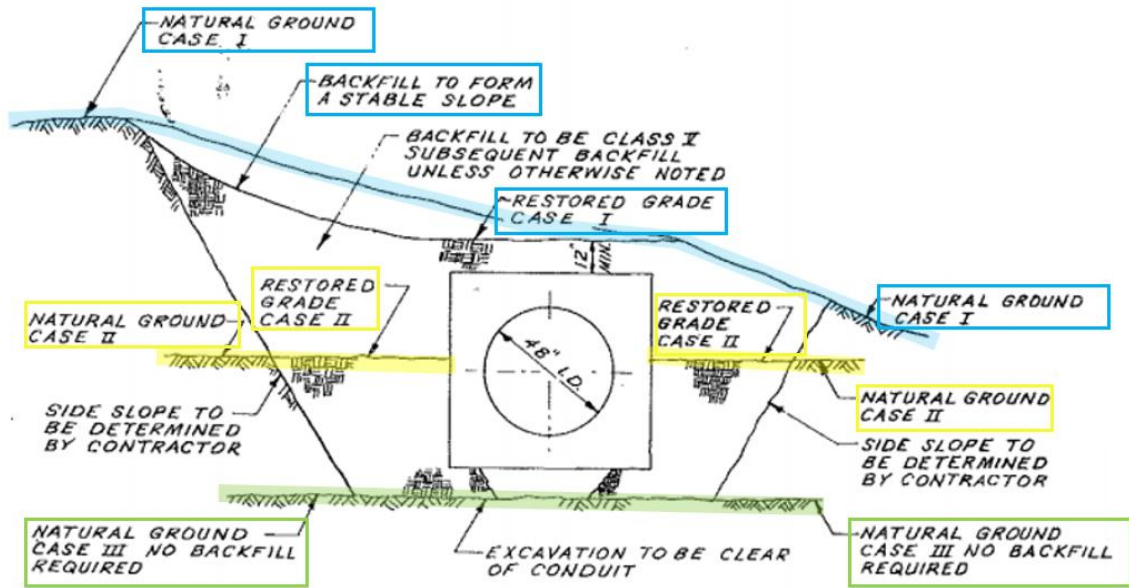 NATURAL GROUND
CASE I
BACKFILL TO FORM
A STABLE SLOPE
BACKFILL TO BE CLASS V
SUBSEQUENT BACKFILL
UNLESS OTHERWISE NOTED
RESTORED GRADE
CASE I
12"
MIN.
RESTORED
GRADE
CASE II
NATURAL GROUND
CASE II
RESTORED
GRADE
CASE II
NATURAL GROUND
CASE I
48" I.D.
NATURAL GROUND
CASE II
SIDE SLOPE TO
BE DETERMINED
BY CONTRACTOR
SIDE SLOPE TO
BE DETERMINED
BY CONTRACTOR
NATURAL GROUND
CASE III NO BACKFILL
REQUIRED
EXCAVATION TO BE CLEAR
OF CONDUIT
NATURAL GROUND
CASE III NO BACKFILL
REQUIRED